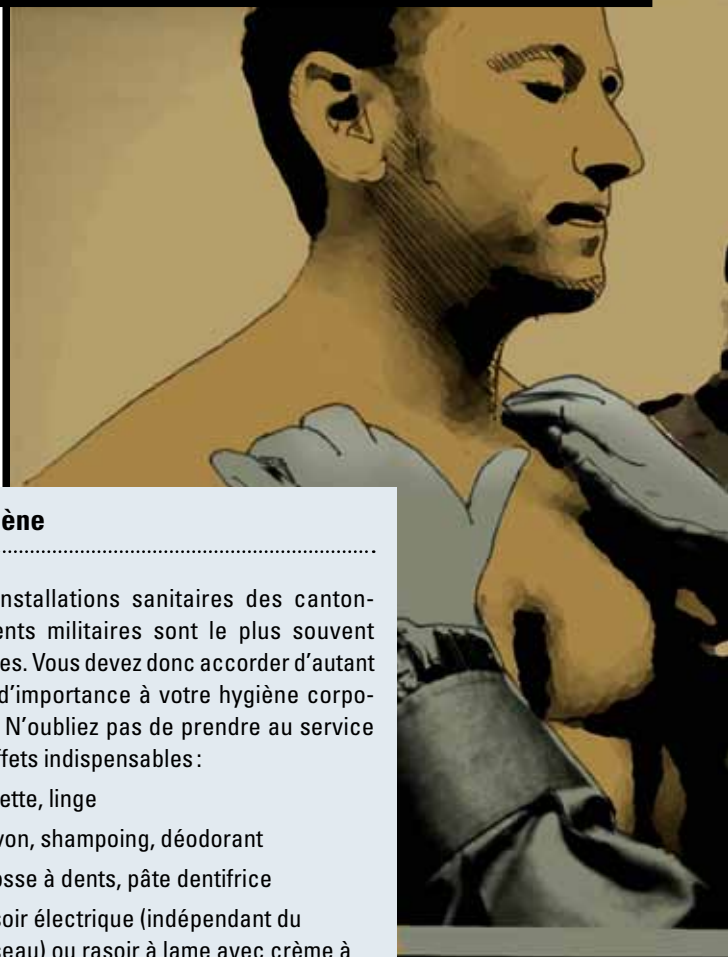 ène
nstallations sanitaires des canton-
ents militaires sont le plus souvent
es. Vous devez donc accorder d'autant
d'importance à votre hygiène corpo-
N'oubliez pas de prendre au service
ffets indispensables :
ette, linge
von, shampoing, déodorant
osse à dents, pâte dentifrice
soir électrique (indépendant du
seau) ou rasoir à lame avec crème à